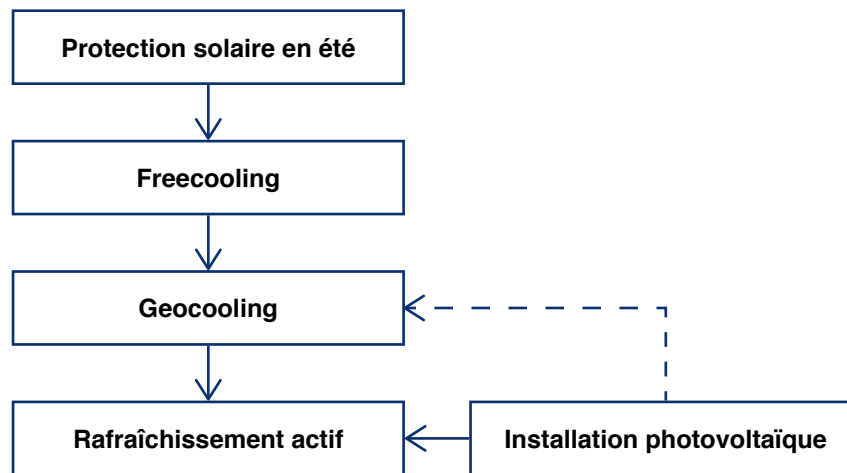 Protection solaire en été
Freecooling
Geocooling
Rafraîchissement actif
Installation photovoltaïque